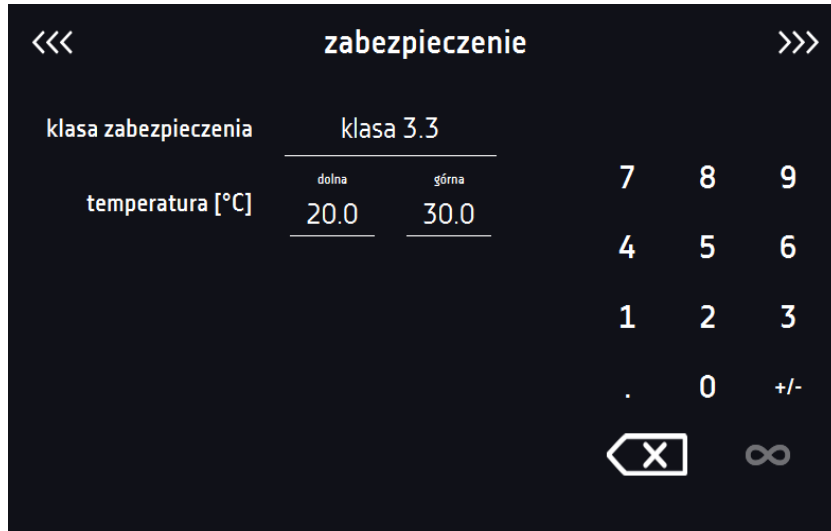 <<< zabezpieczenie >>>
klasa zabezpieczenia klasa 3.3
dolna górna
temperatura [°C] 20.0 30.0
7 8 9
4 5 6
1 2 3
. 0 +/-
X ∞